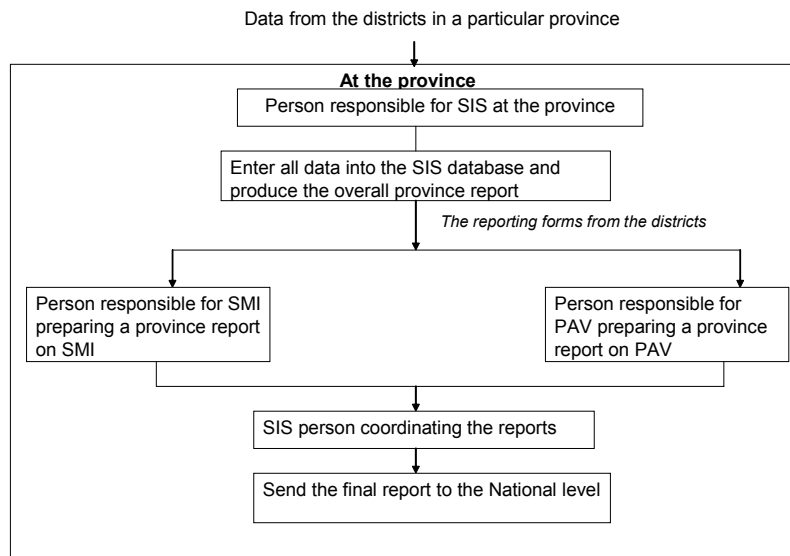 Data from the districts in a particular province
At the province
Person responsible for SIS at the province
Enter all data into the SIS database and
produce the overall province report
The reporting forms from the districts
Person responsible for SMI
preparing a province report
on SMI
Person responsible for
PAV preparing a province
report on PAV
SIS person coordinating the reports
Send the final report to the National level